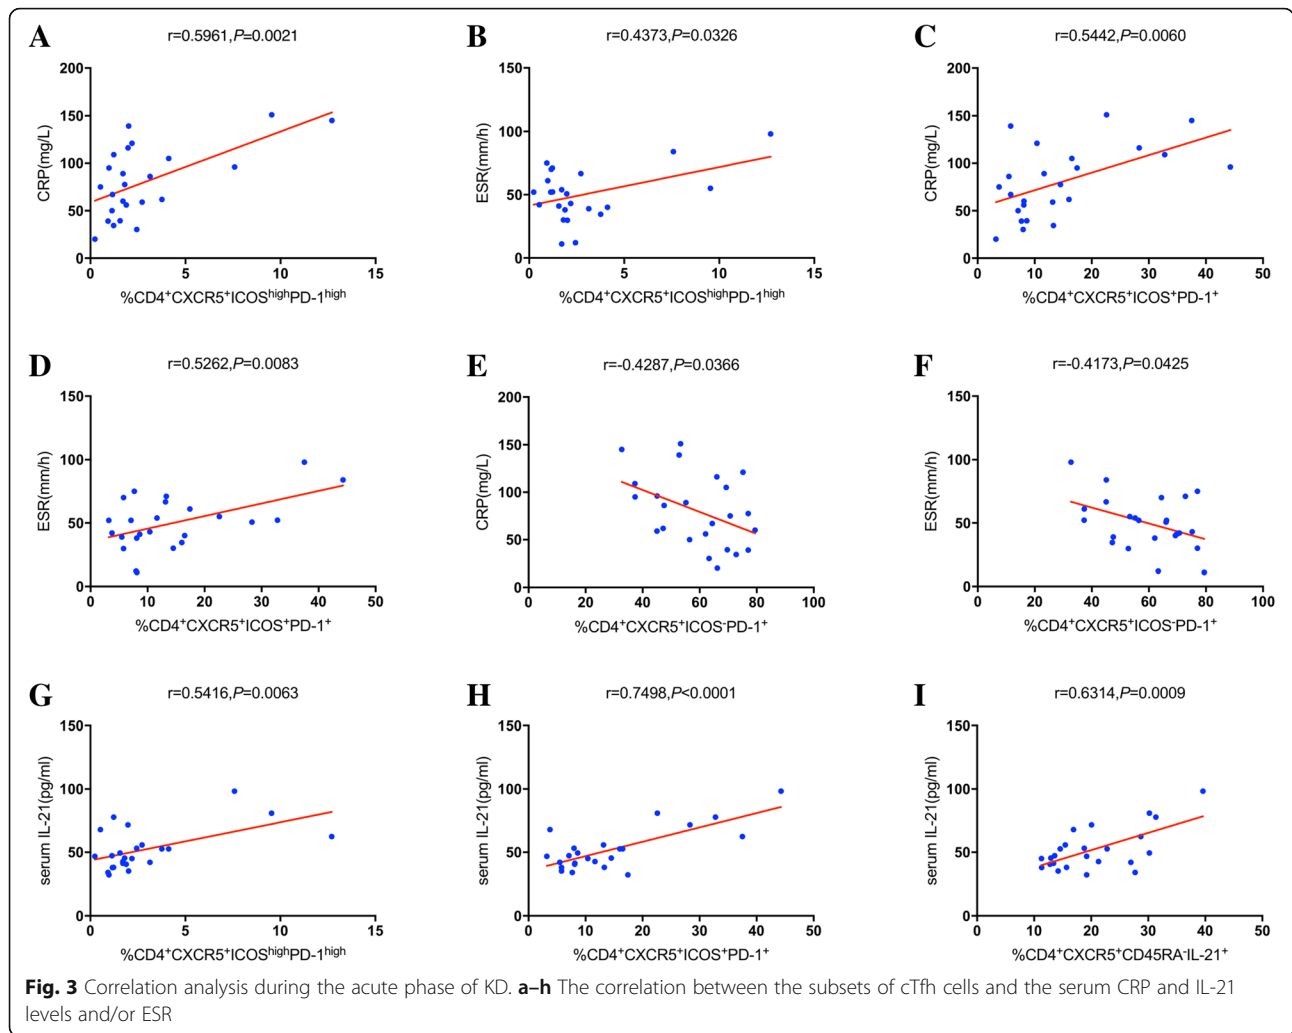 A
r=0.5961,P=0.0021
CRP(mg/L)
200
150
100
50
0
0 5 10 15
%CD4⁺CXCR5⁺ICOSʰⁱᵍʰPD-1ʰⁱᵍʰ
B
r=0.4373,P=0.0326
ESR(mm/h)
150
100
50
0
0 5 10 15
%CD4⁺CXCR5⁺ICOSʰⁱᵍʰPD-1ʰⁱᵍʰ
C
r=0.5442,P=0.0060
CRP(mg/L)
200
150
100
50
0
0 10 20 30 40 50
%CD4⁺CXCR5⁺ICOS⁺PD-1⁺
D
r=0.5262,P=0.0083
ESR(mm/h)
150
100
50
0
0 10 20 30 40 50
%CD4⁺CXCR5⁺ICOS⁺PD-1⁺
E
r=-0.4287,P=0.0366
CRP(mg/L)
200
150
100
50
0
0 20 40 60 80 100
%CD4⁺CXCR5⁺ICOS⁻PD-1⁺
F
r=-0.4173,P=0.0425
ESR(mm/h)
150
100
50
0
0 20 40 60 80 100
%CD4⁺CXCR5⁺ICOS⁻PD-1⁺
G
r=0.5416,P=0.0063
serum IL-21(pg/ml)
150
100
50
0
0 5 10 15
%CD4⁺CXCR5⁺ICOSʰⁱᵍʰPD-1ʰⁱᵍʰ
H
r=0.7498,P<0.0001
serum IL-21(pg/ml)
150
100
50
0
0 10 20 30 40 50
%CD4⁺CXCR5⁺ICOS⁺PD-1⁺
I
r=0.6314,P=0.0009
serum IL-21(pg/ml)
150
100
50
0
0 10 20 30 40 50
%CD4⁺CXCR5⁺CD45RA⁻IL-21⁺
Fig. 3 Correlation analysis during the acute phase of KD. a–h The correlation between the subsets of cTfh cells and the serum CRP and IL-21
levels and/or ESR